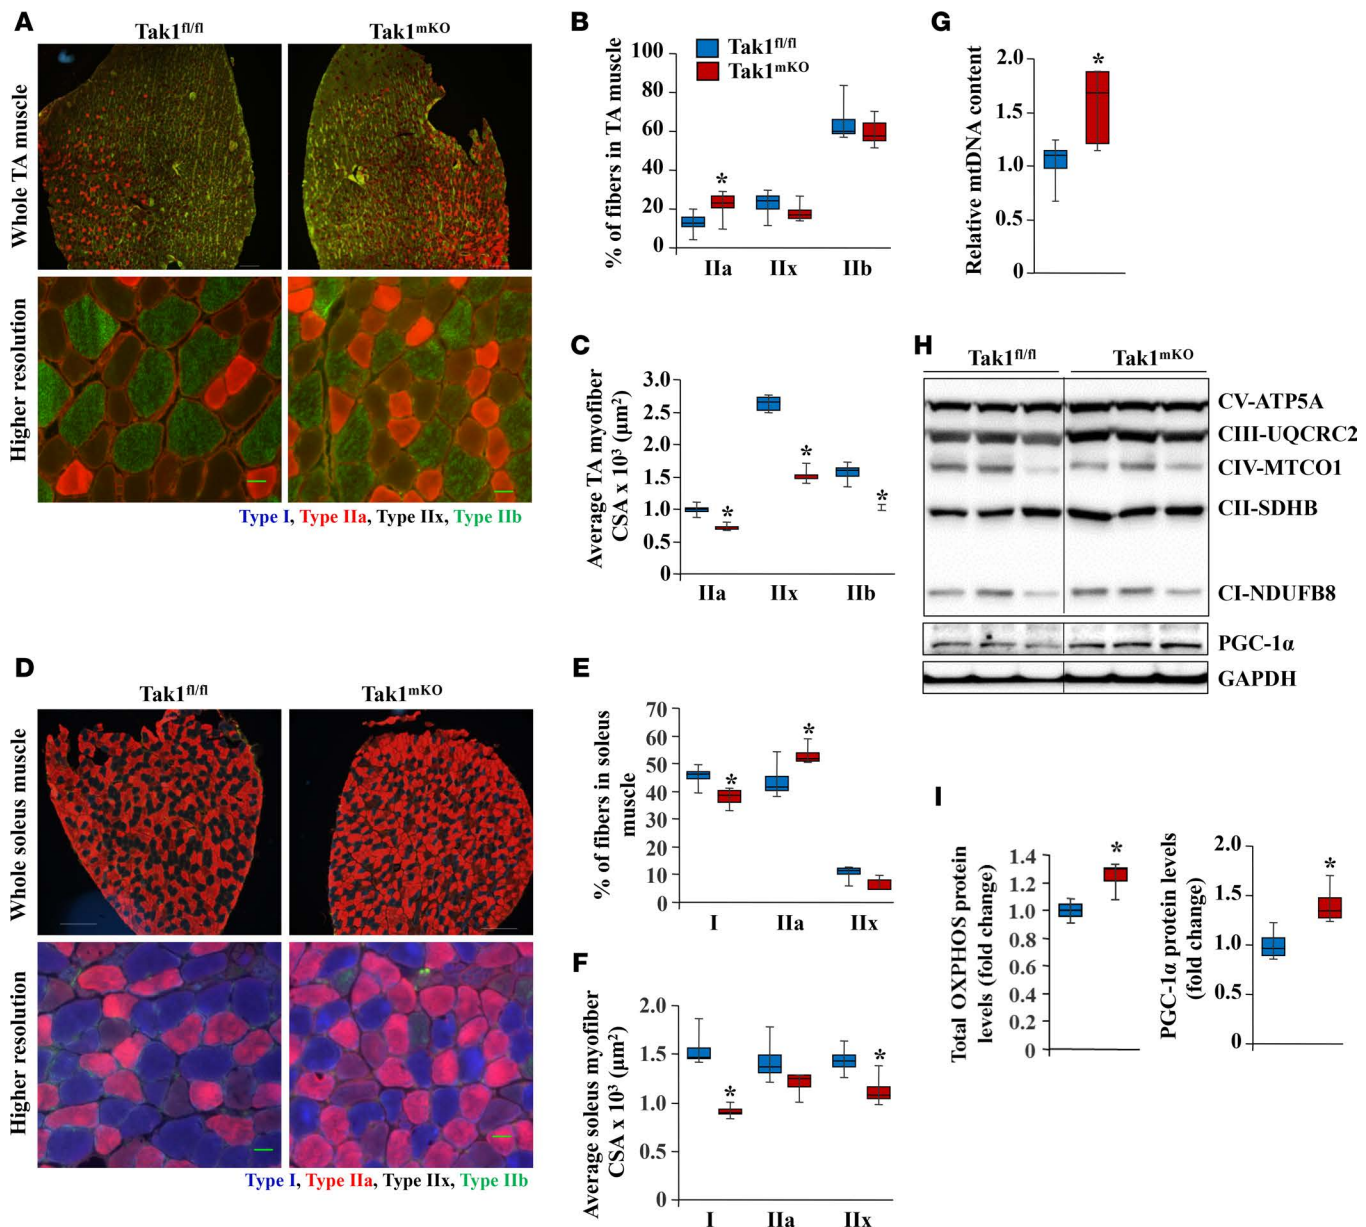 A
Tak1fl/fl
Tak1mKO
Whole TA muscle
Higher resolution
Type I, Type IIa, Type IIx, Type IIb
B
% of fibers in TA muscle
100
80
60
40
20
0
Tak1fl/fl
Tak1mKO
*
IIa
IIx
IIb
C
Average TA myofiber
CSA x 10³ (µm²)
3.0
2.5
2.0
1.5
1.0
0.5
0
*
*
*
IIa
IIx
IIb
D
Tak1fl/fl
Tak1mKO
Whole soleus muscle
Higher resolution
Type I, Type IIa, Type IIx, Type IIb
E
% of fibers in soleus
muscle
70
60
50
40
30
20
10
0
*
*
I
IIa
IIx
F
Average soleus myofiber
CSA x 10³ (µm²)
2.0
1.5
1.0
0.5
0
*
*
I
IIa
IIx
G
Relative mtDNA content
2.0
1.5
1.0
0.5
0
*
H
Tak1fl/fl
Tak1mKO
CV-ATP5A
CIII-UQCRC2
CIV-MTCO1
CII-SDHB
CI-NDUFB8
PGC-1α
GAPDH
I
Total OXPHOS protein
levels (fold change)
1.4
1.2
1.0
0.8
0.6
0.4
0.2
0
*
PGC-1α protein levels
(fold change)
2.0
1.5
1.0
0.5
0
*